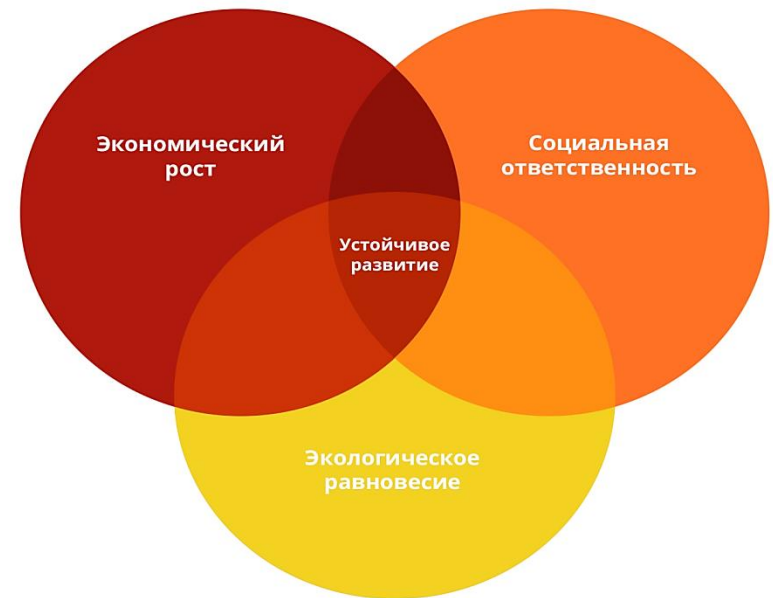 Экономический
рост
Социальная
ответственность
Устойчивое
развитие
Экологическое
равновесие